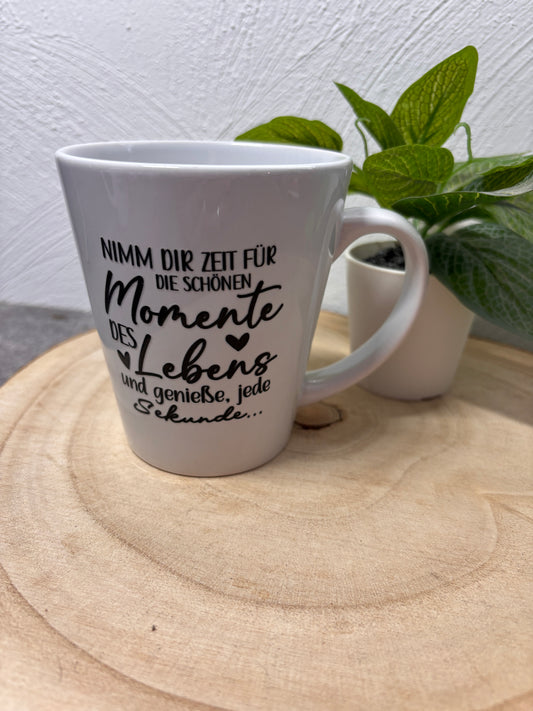 NIMM DIR ZEIT FÜR
DIE SCHÖNEN
Momente
DES
Lebens
und genieße, jede
Sekunde...